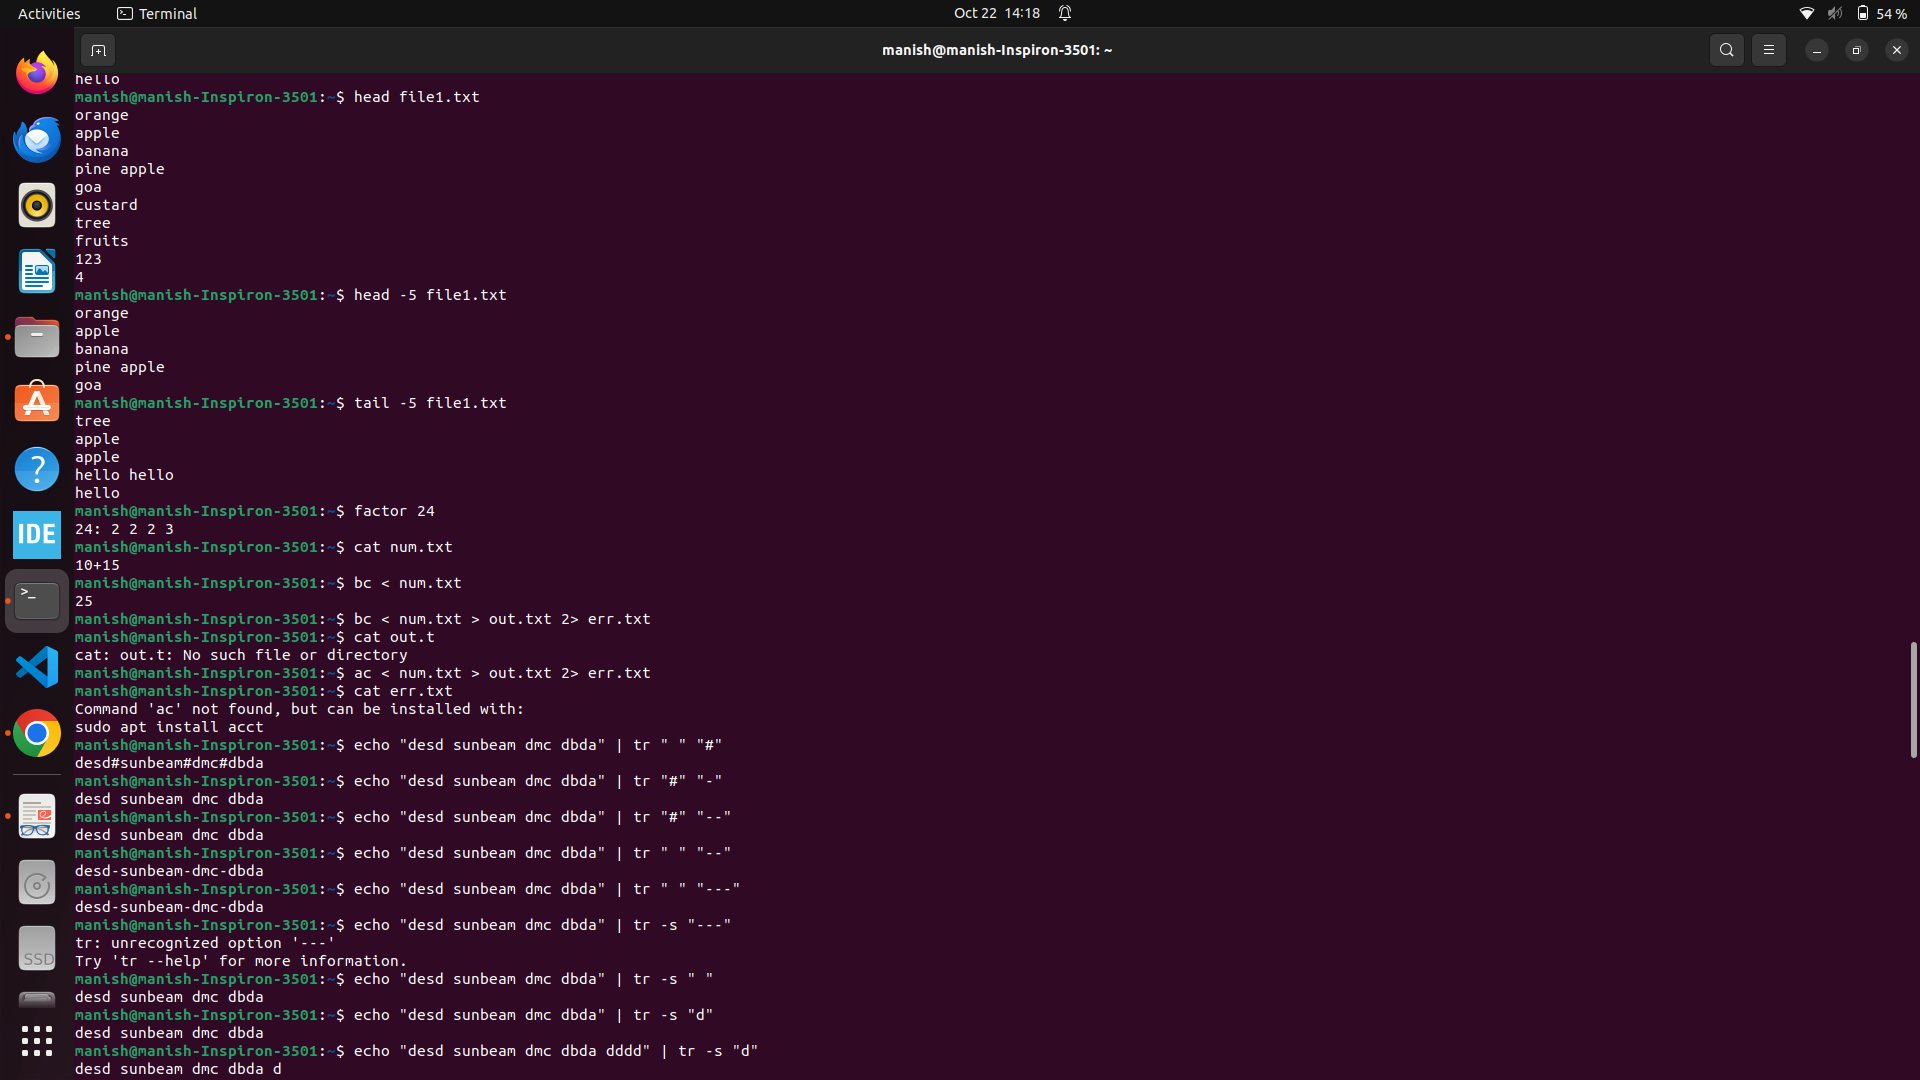 Activities
Terminal
Oct 22 14:18
54 %
manish@manish-Inspiron-3501: ~
hello
manish@manish-Inspiron-3501:~$ head file1.txt
orange
apple
banana
pine apple
goa
custard
tree
fruits
123
4
manish@manish-Inspiron-3501:~$ head -5 file1.txt
orange
apple
banana
pine apple
goa
manish@manish-Inspiron-3501:~$ tail -5 file1.txt
tree
apple
apple
hello hello
hello
manish@manish-Inspiron-3501:~$ factor 24
24: 2 2 2 3
manish@manish-Inspiron-3501:~$ cat num.txt
10+15
manish@manish-Inspiron-3501:~$ bc < num.txt
25
manish@manish-Inspiron-3501:~$ bc < num.txt > out.txt 2> err.txt
manish@manish-Inspiron-3501:~$ cat out.t
cat: out.t: No such file or directory
manish@manish-Inspiron-3501:~$ ac < num.txt > out.txt 2> err.txt
manish@manish-Inspiron-3501:~$ cat err.txt
Command 'ac' not found, but can be installed with:
sudo apt install acct
manish@manish-Inspiron-3501:~$ echo "desd sunbeam dmc dbda" | tr " " "#"
desd#sunbeam#dmc#dbda
manish@manish-Inspiron-3501:~$ echo "desd sunbeam dmc dbda" | tr "#" "-"
desd sunbeam dmc dbda
manish@manish-Inspiron-3501:~$ echo "desd sunbeam dmc dbda" | tr "#" "--"
desd sunbeam dmc dbda
manish@manish-Inspiron-3501:~$ echo "desd sunbeam dmc dbda" | tr " " "--"
desd-sunbeam-dmc-dbda
manish@manish-Inspiron-3501:~$ echo "desd sunbeam dmc dbda" | tr " " "---"
desd-sunbeam-dmc-dbda
manish@manish-Inspiron-3501:~$ echo "desd sunbeam dmc dbda" | tr -s "---"
tr: unrecognized option '---'
Try 'tr --help' for more information.
manish@manish-Inspiron-3501:~$ echo "desd sunbeam dmc dbda" | tr -s " "
desd sunbeam dmc dbda
manish@manish-Inspiron-3501:~$ echo "desd sunbeam dmc dbda" | tr -s "d"
desd sunbeam dmc dbda
manish@manish-Inspiron-3501:~$ echo "desd sunbeam dmc dbda dddd" | tr -s "d"
desd sunbeam dmc dbda d
IDE
SSD